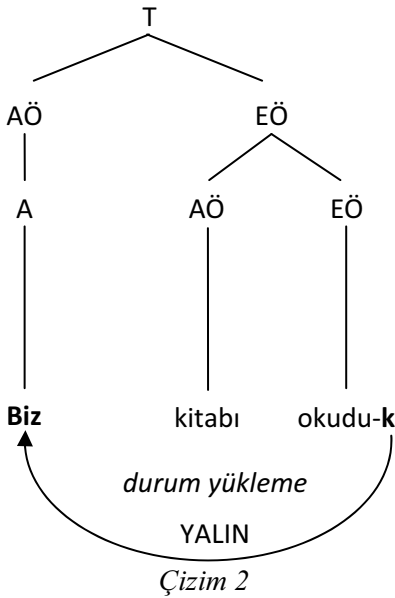 T
AÖ EÖ
A AÖ EÖ
Biz kitabı okudu-k
durum yükleme
YALIN
Çizim 2